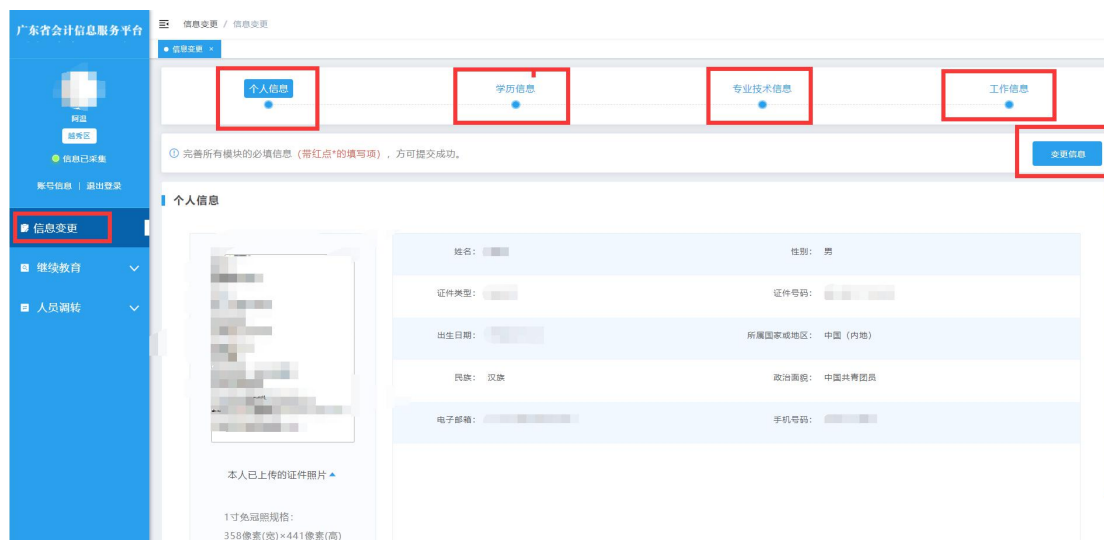 广东省会计信息服务平台
信息变更 / 信息变更
● 信息变更 ×
阿温
越秀区
信息已采集
账号信息 | 退出登录
信息变更
继续教育
人员调转
个人信息
学历信息
专业技术信息
工作信息
完善所有模块的必填信息（带红点*的填写项），方可提交成功。
变更信息
个人信息
姓名：
性别： 男
证件类型：
证件号码：
出生日期：
所属国家或地区： 中国（内地）
民族： 汉族
政治面貌： 中国共青团员
电子邮箱：
手机号码：
本人已上传的证件照片
1寸免冠照规格：
358像素(宽)×441像素(高)